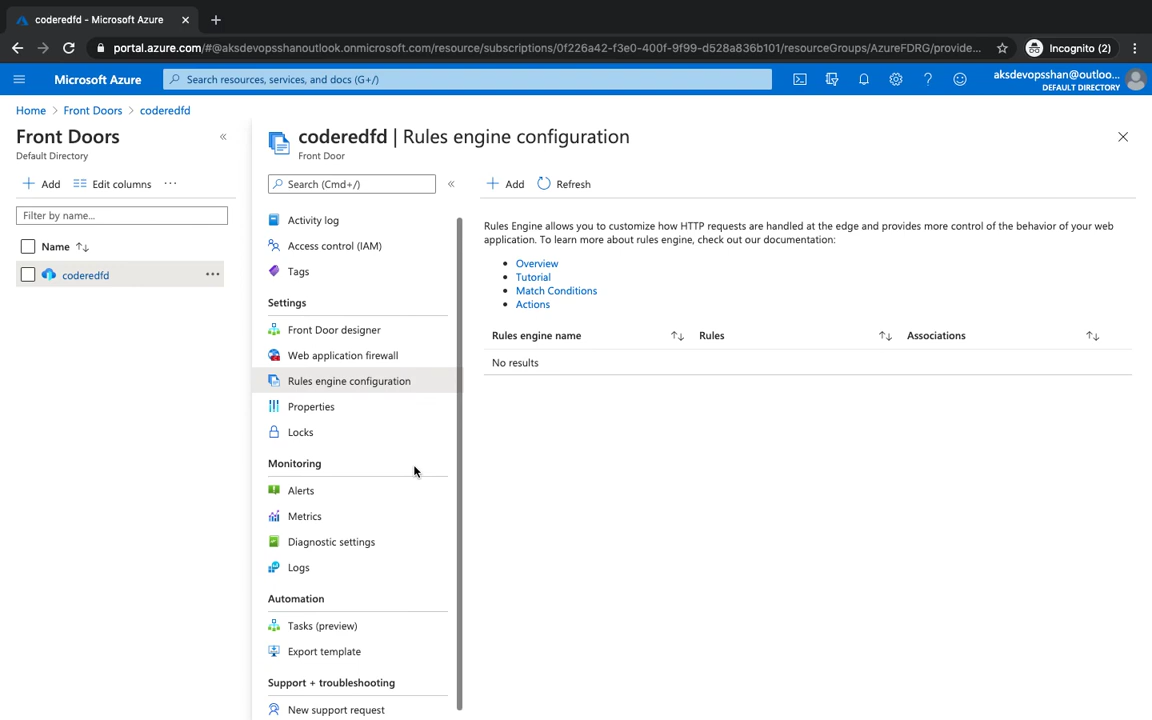 coderedfd - Microsoft Azure
portal.azure.com/#@aksdevopsshanoutlook.onmicrosoft.com/resource/subscriptions/0f226a42-f3e0-400f-9f99-d528a836b101/resourceGroups/AzureFDRG/provide...
Incognito (2)
Microsoft Azure
Search resources, services, and docs (G+/)
aksdevopsshan@outloo...
DEFAULT DIRECTORY
Home > Front Doors > coderedfd
Front Doors
Default Directory
Add
Edit columns
Filter by name...
Name
coderedfd
coderedfd | Rules engine configuration
Front Door
Search (Cmd+/)
Activity log
Access control (IAM)
Tags
Settings
Front Door designer
Web application firewall
Rules engine configuration
Properties
Locks
Monitoring
Alerts
Metrics
Diagnostic settings
Logs
Automation
Tasks (preview)
Export template
Support + troubleshooting
New support request
Add
Refresh
Rules Engine allows you to customize how HTTP requests are handled at the edge and provides more control of the behavior of your web
application. To learn more about rules engine, check out our documentation:
Overview
Tutorial
Match Conditions
Actions
Rules engine name Rules Associations
No results